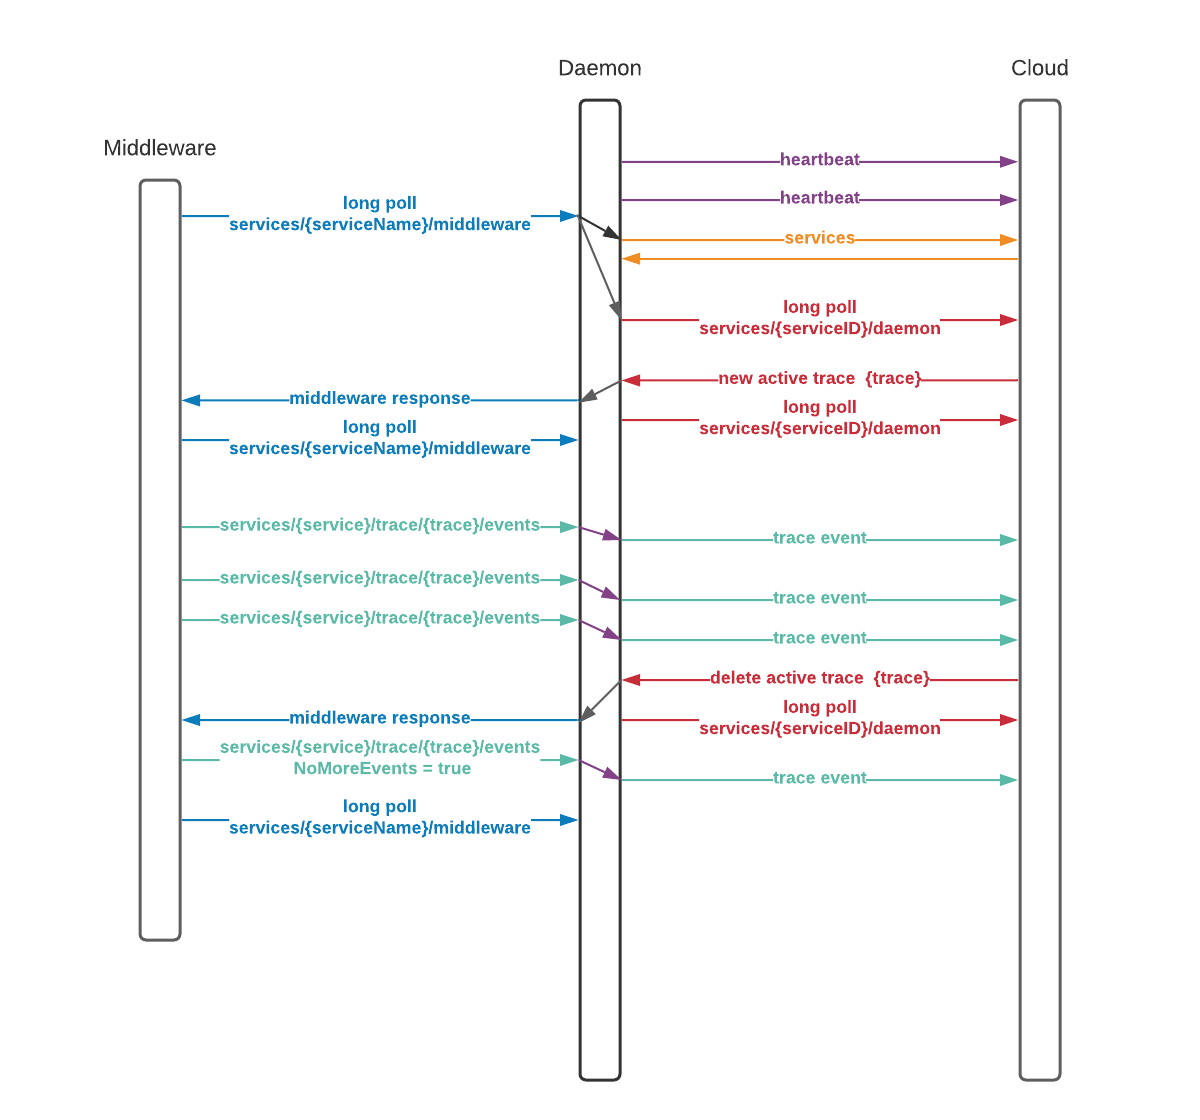 Daemon
Cloud
Middleware
heartbeat
heartbeat
long poll
services/{serviceName}/middleware
services
long poll
services/{serviceID}/daemon
new active trace  {trace}
middleware response
long poll
services/{serviceID}/daemon
long poll
services/{serviceName}/middleware
services/{service}/trace/{trace}/events
trace event
services/{service}/trace/{trace}/events
trace event
services/{service}/trace/{trace}/events
trace event
delete active trace  {trace}
middleware response
long poll
services/{serviceID}/daemon
services/{service}/trace/{trace}/events
NoMoreEvents = true
trace event
long poll
services/{serviceName}/middleware